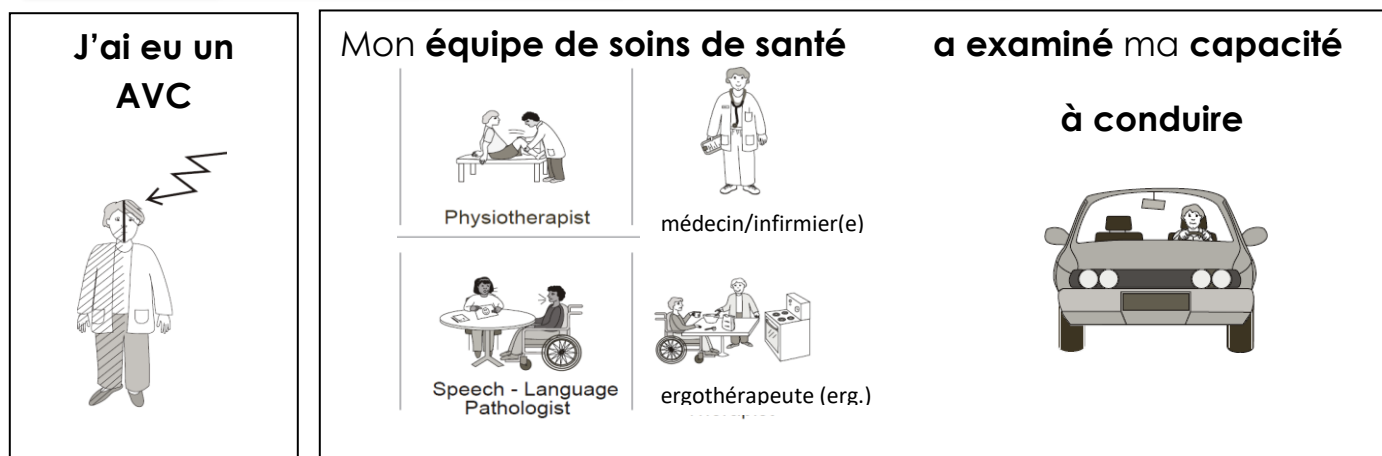 J'ai eu un
AVC
Mon équipe de soins de santé
a examiné ma capacité
à conduire
Physiotherapist
médecin/infirmier(e)
Speech - Language
Pathologist
ergothérapeute (erg.)